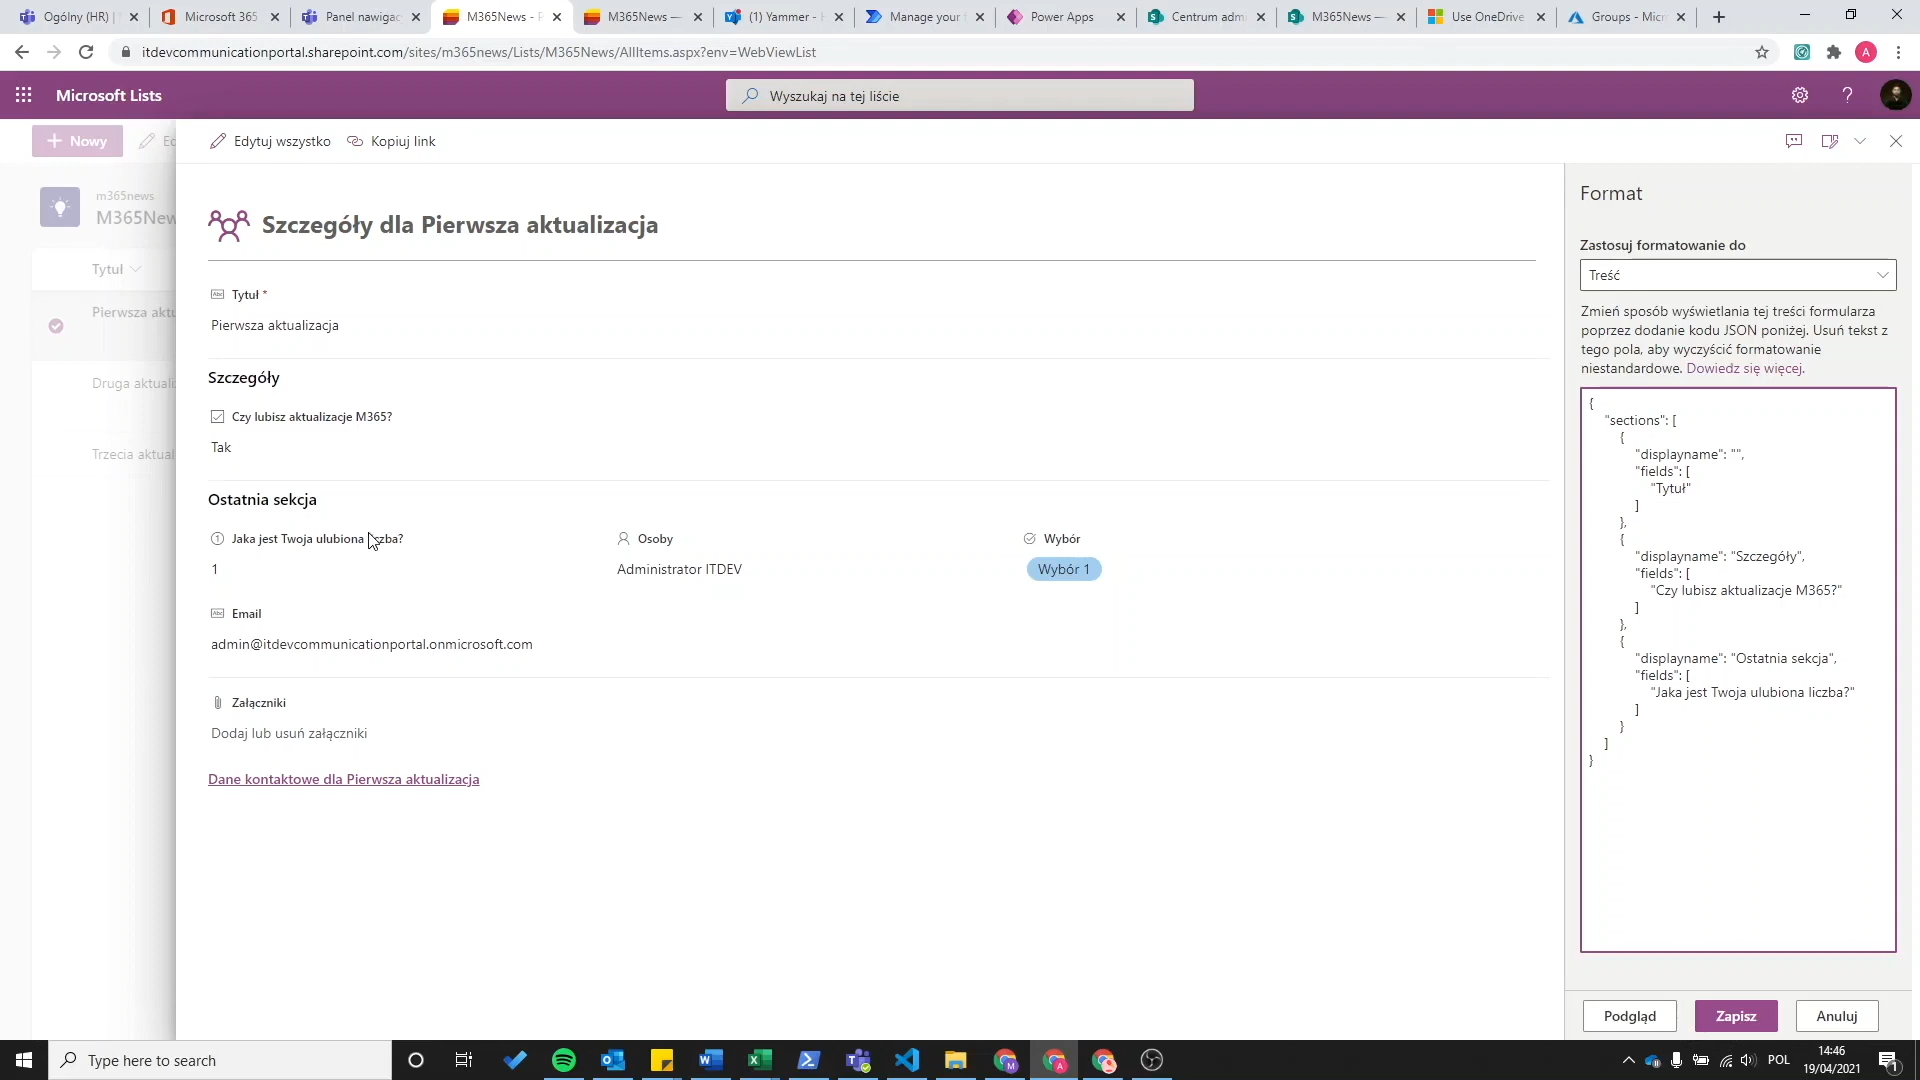 Ogólny (HR) |
Microsoft 365
Panel nawigac
M365News - P
M365News —
(1) Yammer - H
Manage your
Power Apps
Centrum adm
M365News —
Use OneDrive
Groups - Micr
itdevcommunicationportal.sharepoint.com/sites/m365news/Lists/M365News/AllItems.aspx?env=WebViewList
A
Microsoft Lists
Wyszukaj na tej liście
?
Nowy
Ed
Edytuj wszystko
Kopiuj link
m365news
M365New
Tytuł
Pierwsza aktu
Druga aktuali
Trzecia aktual
Szczegóły dla Pierwsza aktualizacja
Abc Tytuł *
Pierwsza aktualizacja
Szczegóły
Czy lubisz aktualizacje M365?
Tak
Ostatnia sekcja
1 Jaka jest Twoja ulubiona liczba?
1
Osoby
Administrator ITDEV
Wybór
Wybór 1
Abc Email
admin@itdevcommunicationportal.onmicrosoft.com
Załączniki
Dodaj lub usuń załączniki
Dane kontaktowe dla Pierwsza aktualizacja
Format
Zastosuj formatowanie do
Treść
Zmień sposób wyświetlania tej treści formularza
poprzez dodanie kodu JSON poniżej. Usuń tekst z
tego pola, aby wyczyścić formatowanie
niestandardowe. Dowiedz się więcej.
{
"sections": [
{
"displayname": "",
"fields": [
"Tytuł"
]
},
{
"displayname": "Szczegóły",
"fields": [
"Czy lubisz aktualizacje M365?"
]
},
{
"displayname": "Ostatnia sekcja",
"fields": [
"Jaka jest Twoja ulubiona liczba?"
]
}
]
}
Podgląd
Zapisz
Anuluj
Type here to search
POL
14:46
19/04/2021
1